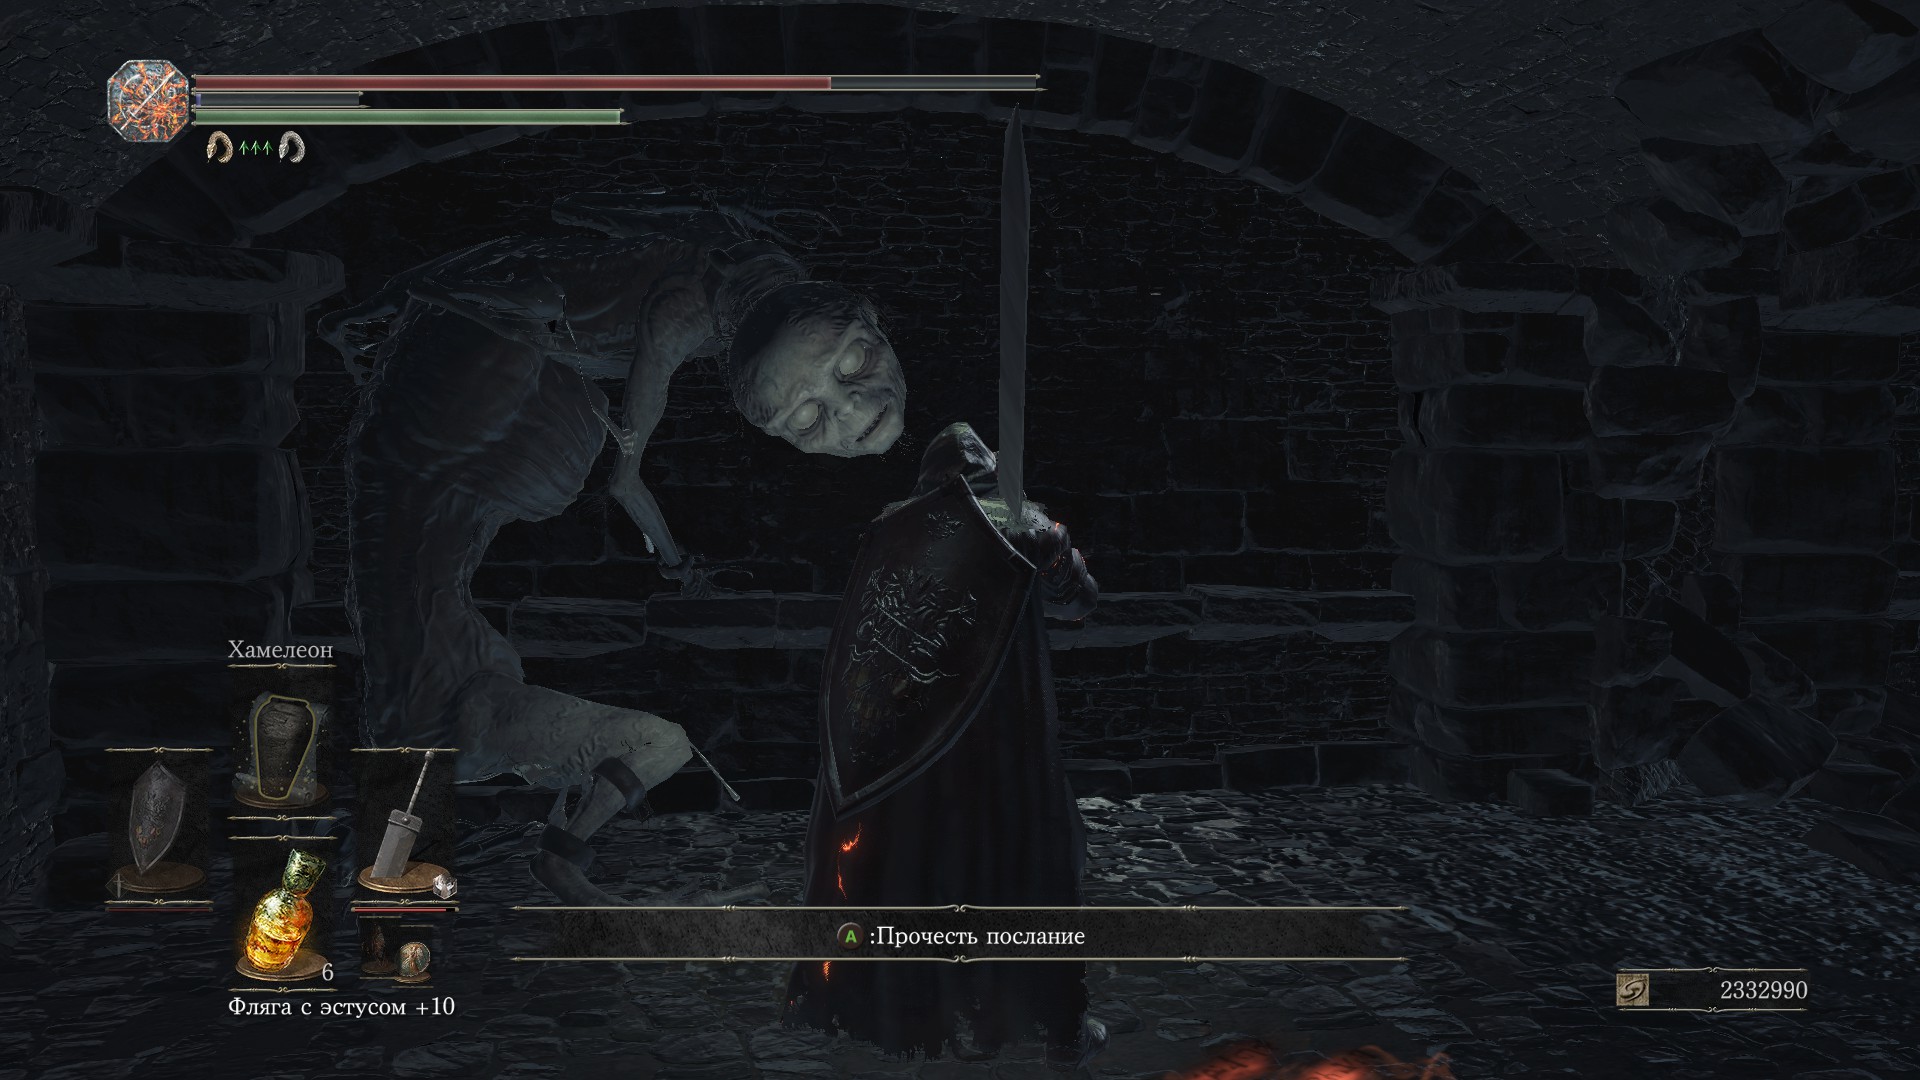 Хамелеон
6
Фляга с эстусом +10
A :Прочесть послание
2332990